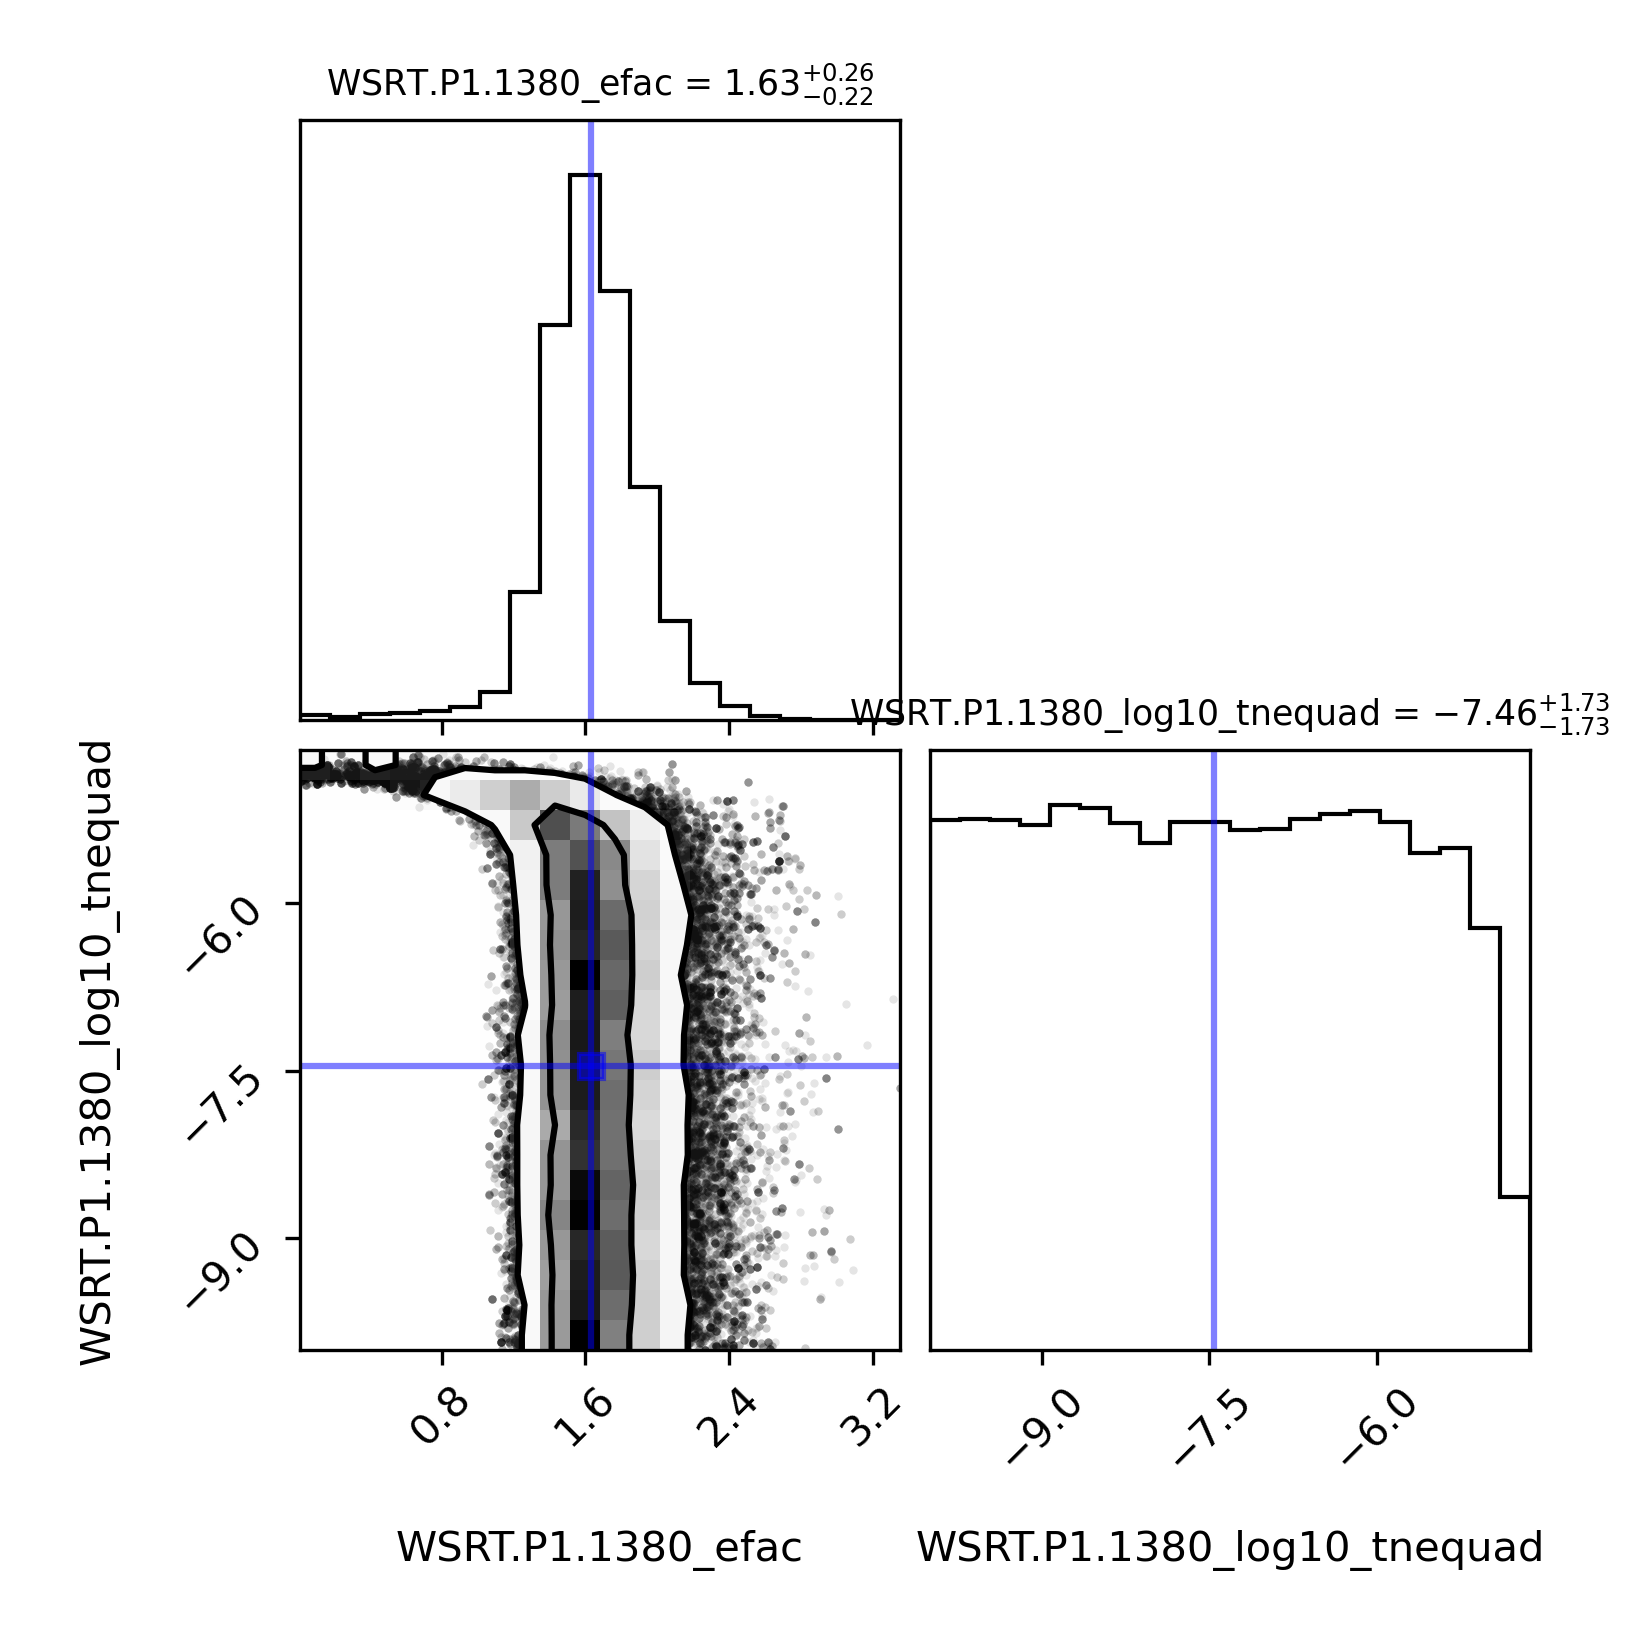 WSRT.P1.1380_efac = 1.63 +0.26 −0.22
WSRT.P1.1380_log10_tnequad = −7.46 +1.73 −1.73
WSRT.P1.1380_log10_tnequad
−6.0
−7.5
−9.0
0.8 1.6 2.4 3.2
−9.0 −7.5 −6.0
WSRT.P1.1380_efac
WSRT.P1.1380_log10_tnequad